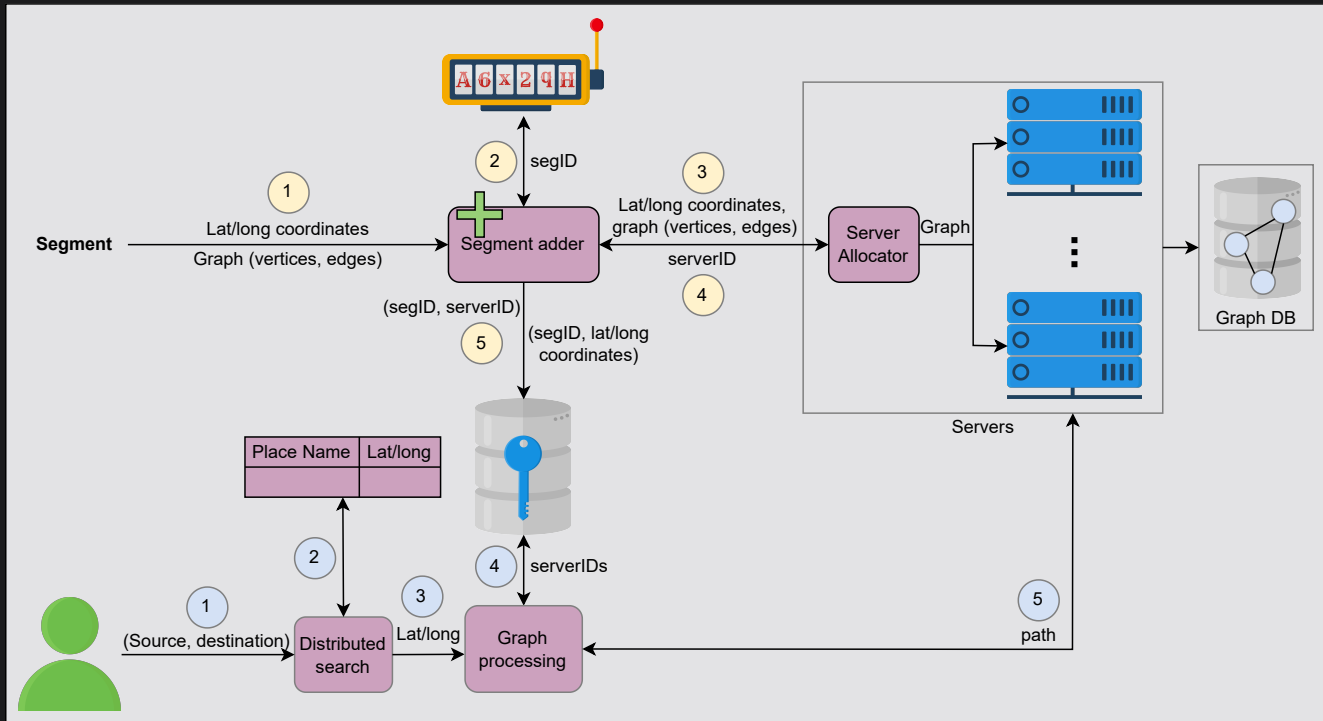 A6x29H
2
segID
1
3
Lat/long coordinates
Lat/long coordinates,
graph (vertices, edges)
Segment
Segment adder
Server
Allocator
Graph
Graph (vertices, edges)
serverID
4
(segID, serverID)
5
(segID, lat/long
coordinates)
Graph DB
Servers
Place Name Lat/long
2
4
serverIDs
1
3
5
(Source, destination)
Lat/long
path
Distributed
search
Graph
processing